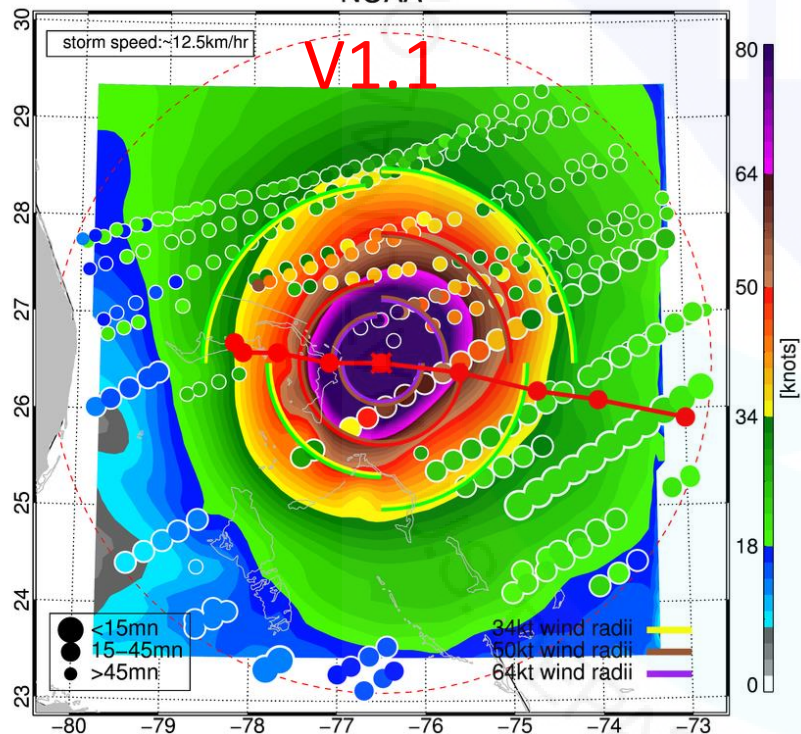 30
storm speed:~12.5km/hr
V1.1
29
28
27
26
25
24
23
<15mn
15-45mn
>45mn
34kt wind radii
50kt wind radii
64kt wind radii
-80 -79 -78 -77 -76 -75 -74 -73
80
64
50
34
18
0
[knots]